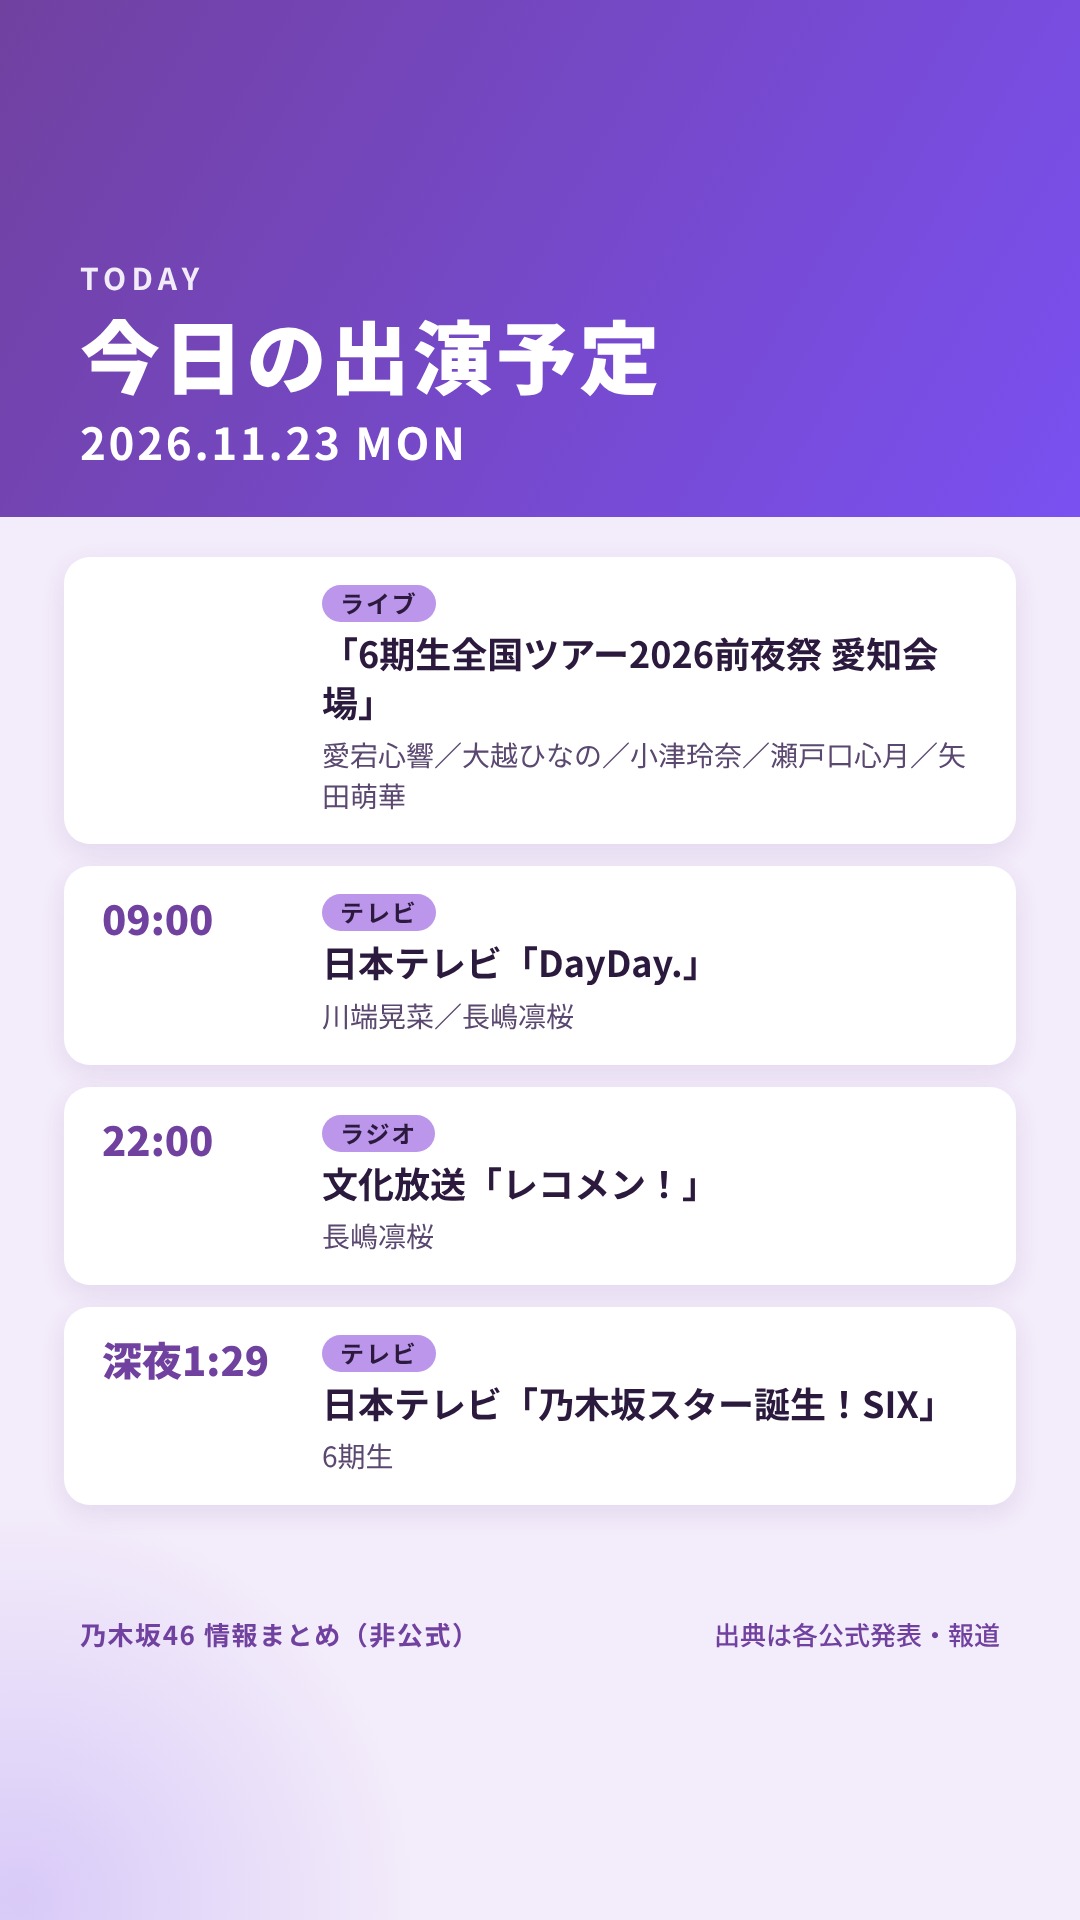 TODAY
今日の出演予定
2026.11.23 MON
ライブ
「6期生全国ツアー2026前夜祭 愛知会
場」
愛宕心響／大越ひなの／小津玲奈／瀬戸口心月／矢
田萌華
09:00
テレビ
日本テレビ「DayDay.」
川端晃菜／長嶋凛桜
22:00
ラジオ
文化放送「レコメン！」
長嶋凛桜
深夜1:29
テレビ
日本テレビ「乃木坂スター誕生！SIX」
6期生
乃木坂46 情報まとめ（非公式）
出典は各公式発表・報道